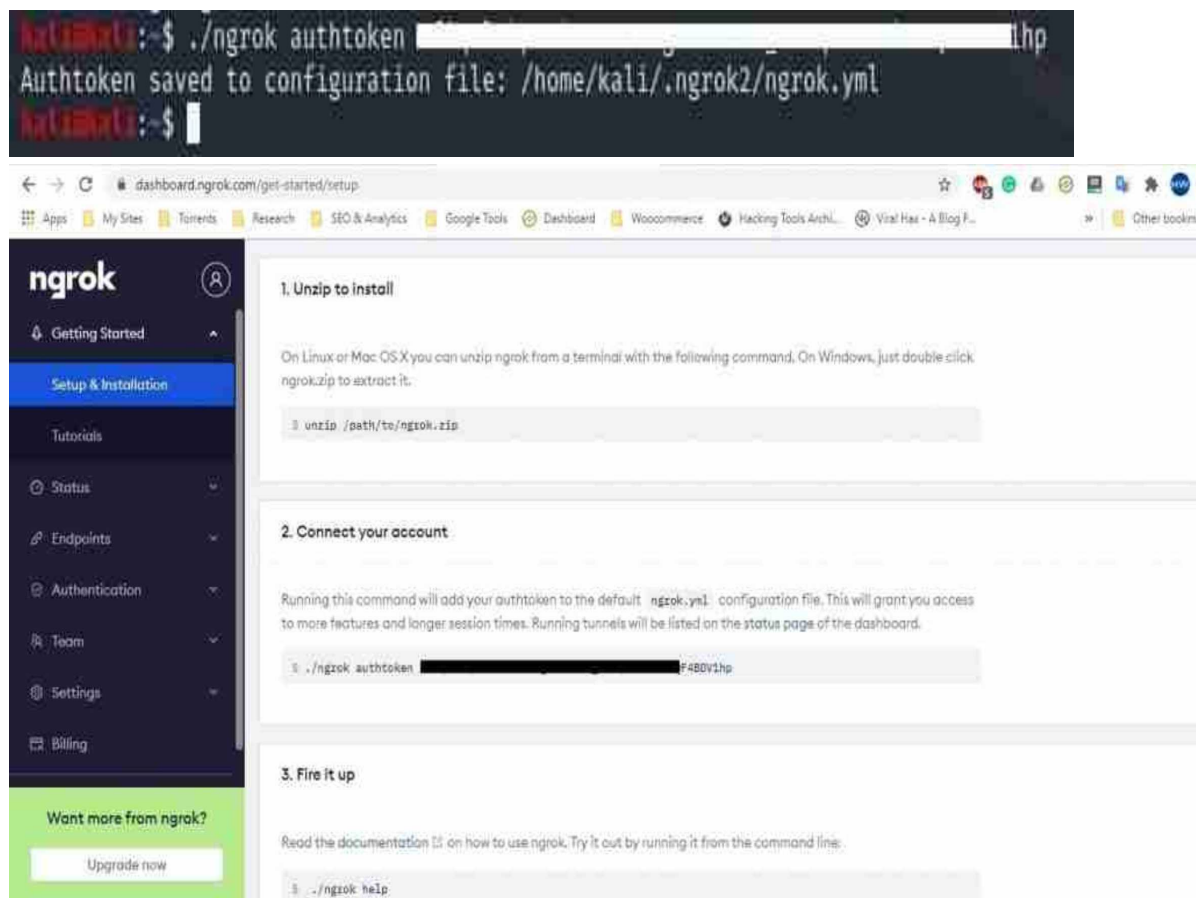 kali@kali:~$ ./ngrok authtoken 1hp
Authtoken saved to configuration file: /home/kali/.ngrok2/ngrok.yml
kali@kali:~$
dashboard.ngrok.com/get-started/setup
Apps My Sites Torrents Research SEO & Analytics Google Tools Dashboard Woocommerce Hacking Tools Archi... Viral Hax - A Blog F... » Other bookm
ngrok
Getting Started
Setup & Installation
Tutorials
Status
Endpoints
Authentication
Team
Settings
Billing
Want more from ngrok?
Upgrade now
1. Unzip to install
On Linux or Mac OS X you can unzip ngrok from a terminal with the following command. On Windows, just double click
ngrok.zip to extract it.
$ unzip /path/to/ngrok.zip
2. Connect your account
Running this command will add your authtoken to the default ngrok.yml configuration file. This will grant you access
to more features and longer session times. Running tunnels will be listed on the status page of the dashboard.
$ ./ngrok authtoken F4BDV1hp
3. Fire it up
Read the documentation on how to use ngrok. Try it out by running it from the command line:
$ ./ngrok help